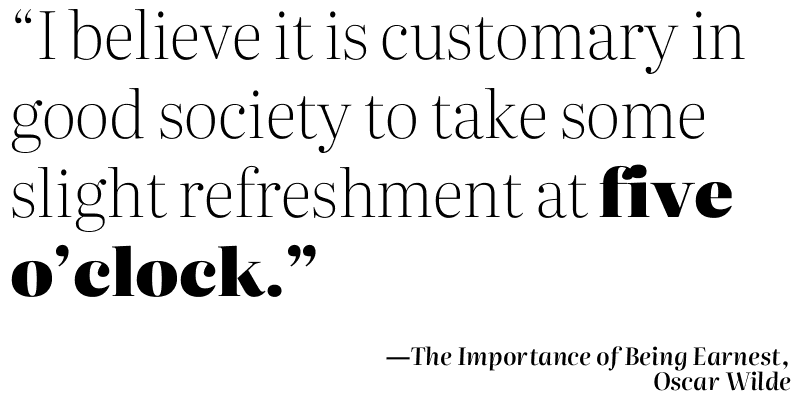 “I believe it is customary in
good society to take some
slight refreshment at five
o’clock.”
—The Importance of Being Earnest,
Oscar Wilde